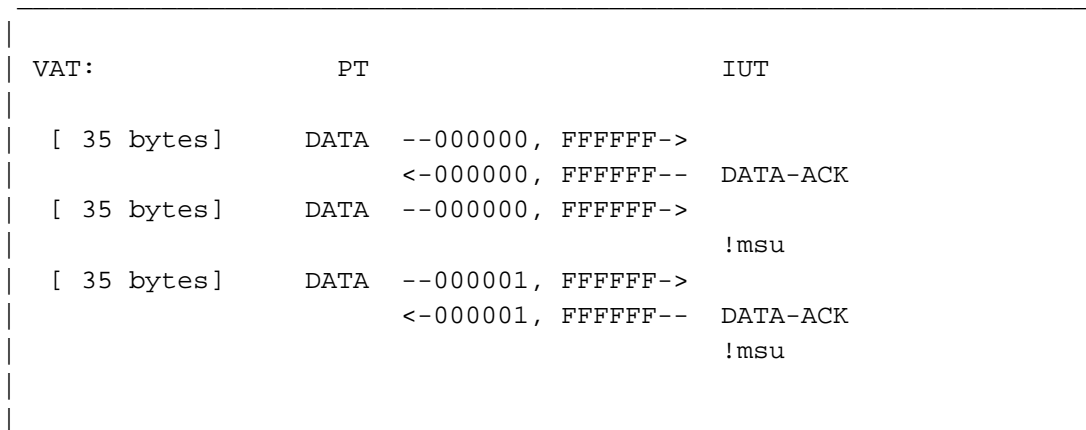 VAT: PT IUT
[ 35 bytes] DATA --000000, FFFFFF->
<-000000, FFFFFF-- DATA-ACK
[ 35 bytes] DATA --000000, FFFFFF->
!msu
[ 35 bytes] DATA --000001, FFFFFF->
<-000001, FFFFFF-- DATA-ACK
!msu